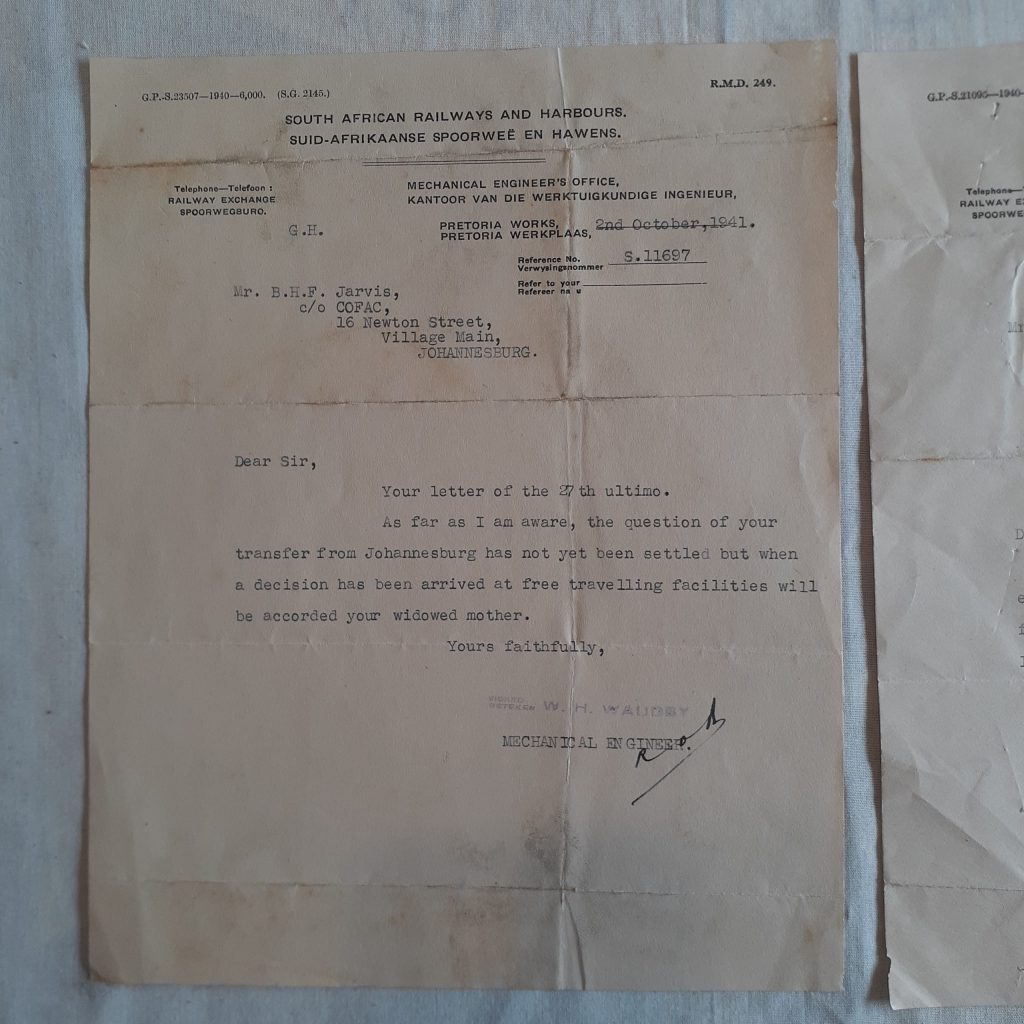 G.P.-S.23507—1940—6,000. (S.G. 2145.)
R.M.D. 249.
SOUTH AFRICAN RAILWAYS AND HARBOURS.
SUID-AFRIKAANSE SPOORWEË EN HAWENS.
Telephone—Telefoon :
RAILWAY EXCHANGE
SPOORWEGBURO.
MECHANICAL ENGINEER'S OFFICE,
KANTOOR VAN DIE WERKTUIGKUNDIGE INGENIEUR,
G.H.
PRETORIA WORKS,
PRETORIA WERKPLAAS,
2nd October, 1941.
Reference No.
Verwysingsnommer
S.11697
Refer to your
Refereer na u
Mr. B.H.F. Jarvis,
c/o COFAC,
16 Newton Street,
Village Main,
JOHANNESBURG.
Dear Sir,
Your letter of the 27th ultimo.
As far as I am aware, the question of your
transfer from Johannesburg has not yet been settled but when
a decision has been arrived at free travelling facilities will
be accorded your widowed mother.
Yours faithfully,
SIGNED
GETEKEN
W. H. WAUDBY
MECHANICAL ENGINEER.
G.P.-S.21095—1940
Telephone—
RAILWAY E
SPOORWE